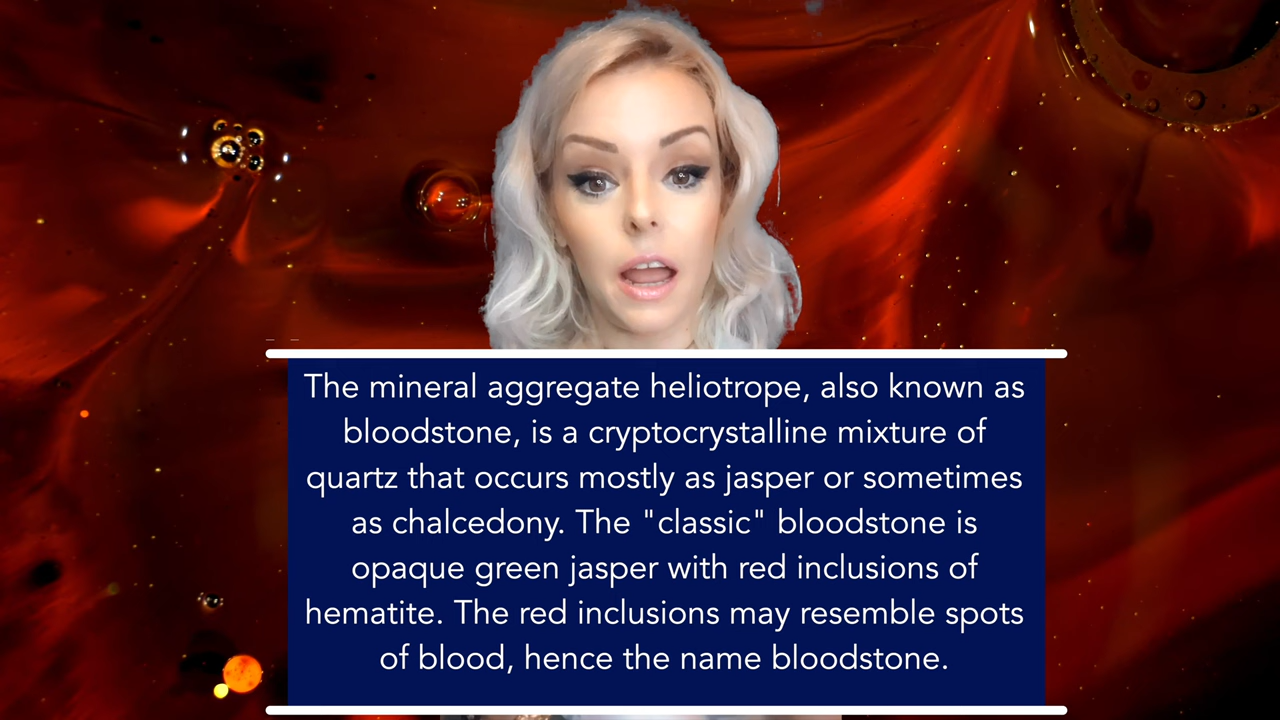 The mineral aggregate heliotrope, also known as
bloodstone, is a cryptocrystalline mixture of
quartz that occurs mostly as jasper or sometimes
as chalcedony. The "classic" bloodstone is
opaque green jasper with red inclusions of
hematite. The red inclusions may resemble spots
of blood, hence the name bloodstone.